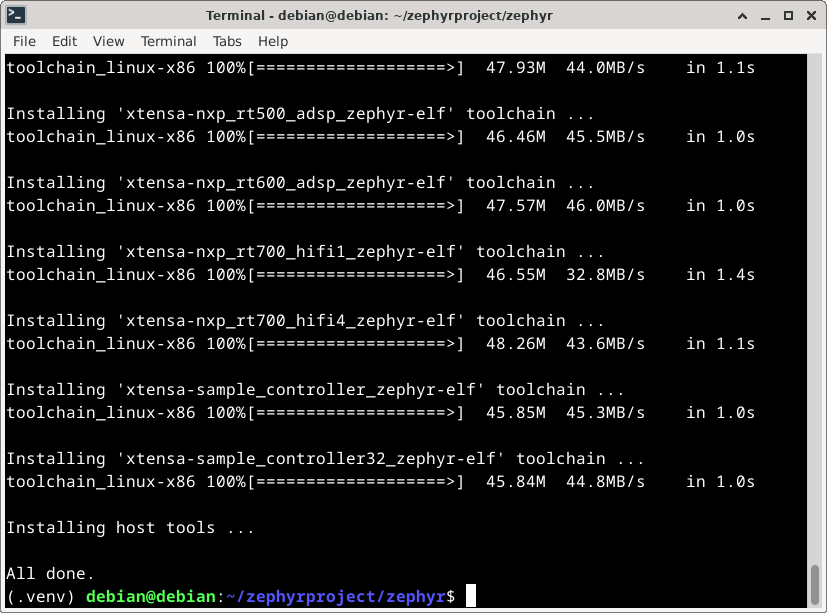 Terminal - debian@debian: ~/zephyrproject/zephyr
File Edit View Terminal Tabs Help
toolchain_linux-x86 100%[===================>]  47.93M  44.0MB/s    in 1.1s
Installing 'xtensa-nxp_rt500_adsp_zephyr-elf' toolchain ...
toolchain_linux-x86 100%[===================>]  46.46M  45.5MB/s    in 1.0s
Installing 'xtensa-nxp_rt600_adsp_zephyr-elf' toolchain ...
toolchain_linux-x86 100%[===================>]  47.57M  46.0MB/s    in 1.0s
Installing 'xtensa-nxp_rt700_hifi1_zephyr-elf' toolchain ...
toolchain_linux-x86 100%[===================>]  46.55M  32.8MB/s    in 1.4s
Installing 'xtensa-nxp_rt700_hifi4_zephyr-elf' toolchain ...
toolchain_linux-x86 100%[===================>]  48.26M  43.6MB/s    in 1.1s
Installing 'xtensa-sample_controller_zephyr-elf' toolchain ...
toolchain_linux-x86 100%[===================>]  45.85M  45.3MB/s    in 1.0s
Installing 'xtensa-sample_controller32_zephyr-elf' toolchain ...
toolchain_linux-x86 100%[===================>]  45.84M  44.8MB/s    in 1.0s
Installing host tools ...
All done.
(.venv) debian@debian:~/zephyrproject/zephyr$